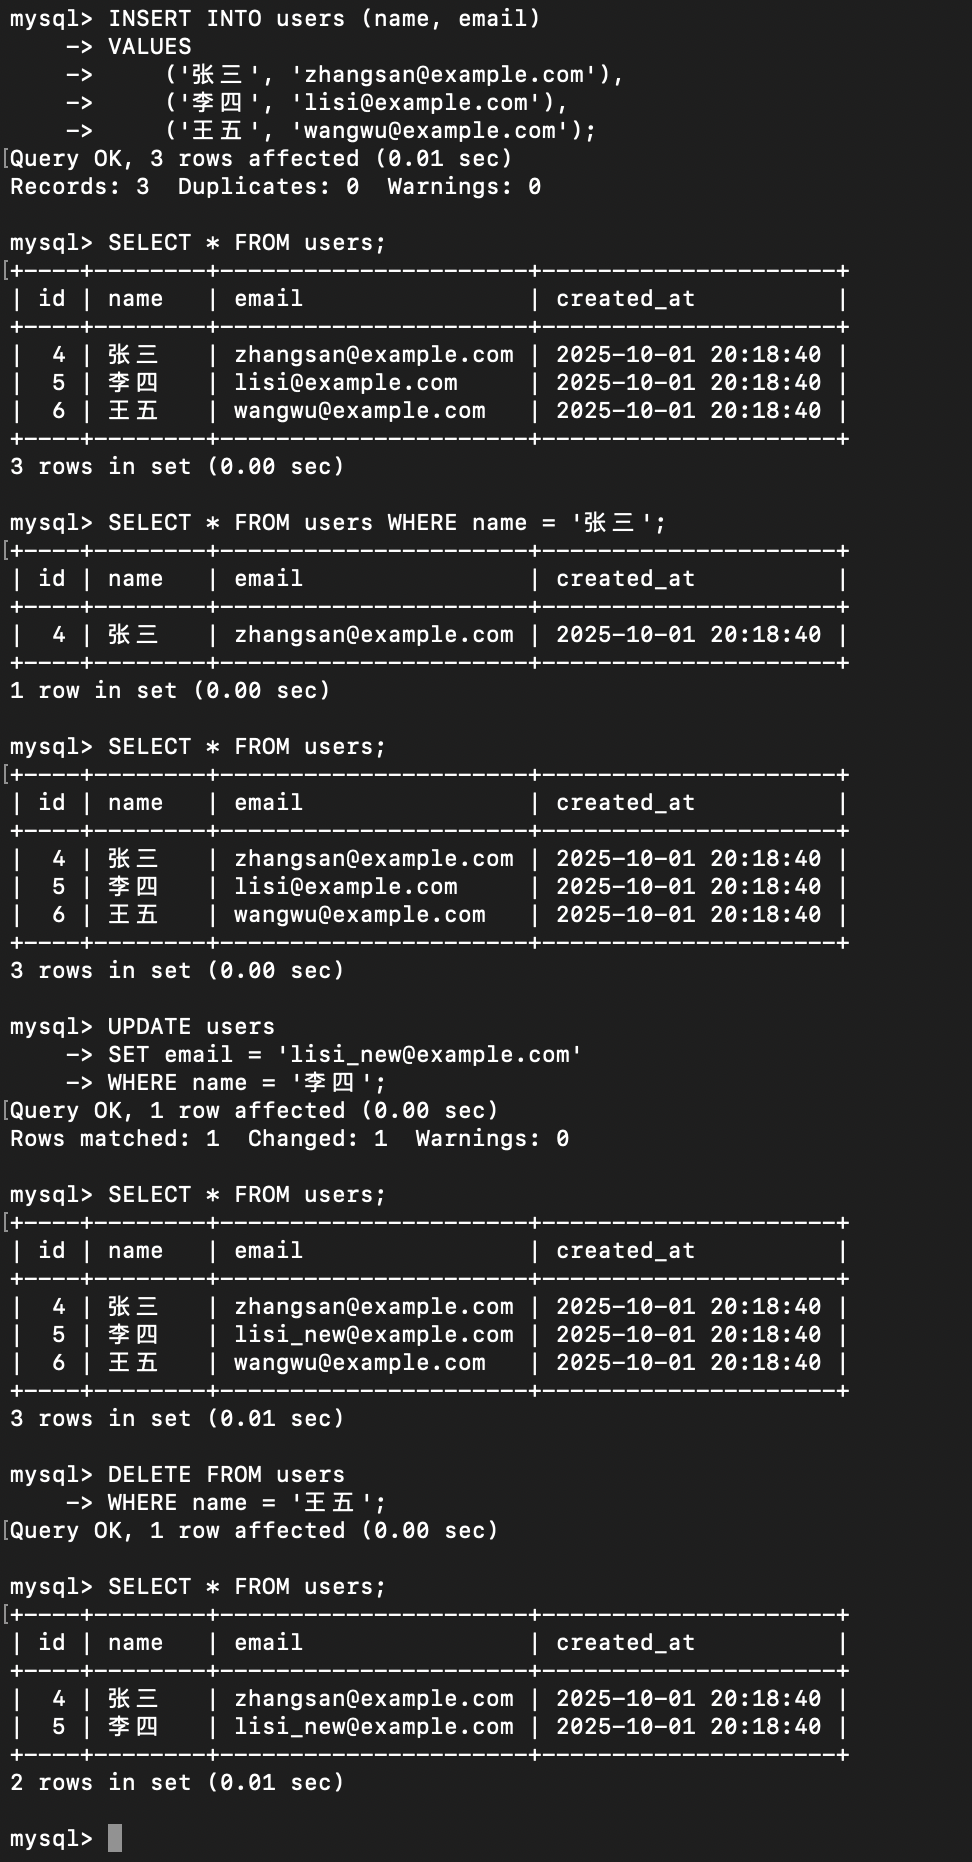 mysql> INSERT INTO users (name, email)
    -> VALUES
    ->     ('张三', 'zhangsan@example.com'),
    ->     ('李四', 'lisi@example.com'),
    ->     ('王五', 'wangwu@example.com');
[Query OK, 3 rows affected (0.01 sec)
Records: 3  Duplicates: 0  Warnings: 0

mysql> SELECT * FROM users;
[+----+--------+----------------------+---------------------+
| id | name   | email                | created_at          |
+----+--------+----------------------+---------------------+
|  4 | 张三   | zhangsan@example.com | 2025-10-01 20:18:40 |
|  5 | 李四   | lisi@example.com     | 2025-10-01 20:18:40 |
|  6 | 王五   | wangwu@example.com   | 2025-10-01 20:18:40 |
+----+--------+----------------------+---------------------+
3 rows in set (0.00 sec)

mysql> SELECT * FROM users WHERE name = '张三';
[+----+--------+----------------------+---------------------+
| id | name   | email                | created_at          |
+----+--------+----------------------+---------------------+
|  4 | 张三   | zhangsan@example.com | 2025-10-01 20:18:40 |
+----+--------+----------------------+---------------------+
1 row in set (0.00 sec)

mysql> SELECT * FROM users;
[+----+--------+----------------------+---------------------+
| id | name   | email                | created_at          |
+----+--------+----------------------+---------------------+
|  4 | 张三   | zhangsan@example.com | 2025-10-01 20:18:40 |
|  5 | 李四   | lisi@example.com     | 2025-10-01 20:18:40 |
|  6 | 王五   | wangwu@example.com   | 2025-10-01 20:18:40 |
+----+--------+----------------------+---------------------+
3 rows in set (0.00 sec)

mysql> UPDATE users
    -> SET email = 'lisi_new@example.com'
    -> WHERE name = '李四';
[Query OK, 1 row affected (0.00 sec)
Rows matched: 1  Changed: 1  Warnings: 0

mysql> SELECT * FROM users;
[+----+--------+----------------------+---------------------+
| id | name   | email                | created_at          |
+----+--------+----------------------+---------------------+
|  4 | 张三   | zhangsan@example.com | 2025-10-01 20:18:40 |
|  5 | 李四   | lisi_new@example.com | 2025-10-01 20:18:40 |
|  6 | 王五   | wangwu@example.com   | 2025-10-01 20:18:40 |
+----+--------+----------------------+---------------------+
3 rows in set (0.01 sec)

mysql> DELETE FROM users
    -> WHERE name = '王五';
[Query OK, 1 row affected (0.00 sec)

mysql> SELECT * FROM users;
[+----+--------+----------------------+---------------------+
| id | name   | email                | created_at          |
+----+--------+----------------------+---------------------+
|  4 | 张三   | zhangsan@example.com | 2025-10-01 20:18:40 |
|  5 | 李四   | lisi_new@example.com | 2025-10-01 20:18:40 |
+----+--------+----------------------+---------------------+
2 rows in set (0.01 sec)

mysql>